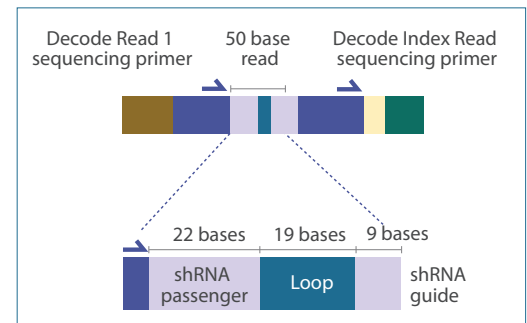 Decode Read 1
sequencing primer
50 base
read
Decode Index Read
sequencing primer
22 bases
19 bases
9 bases
shRNA
passenger
Loop
shRNA
guide